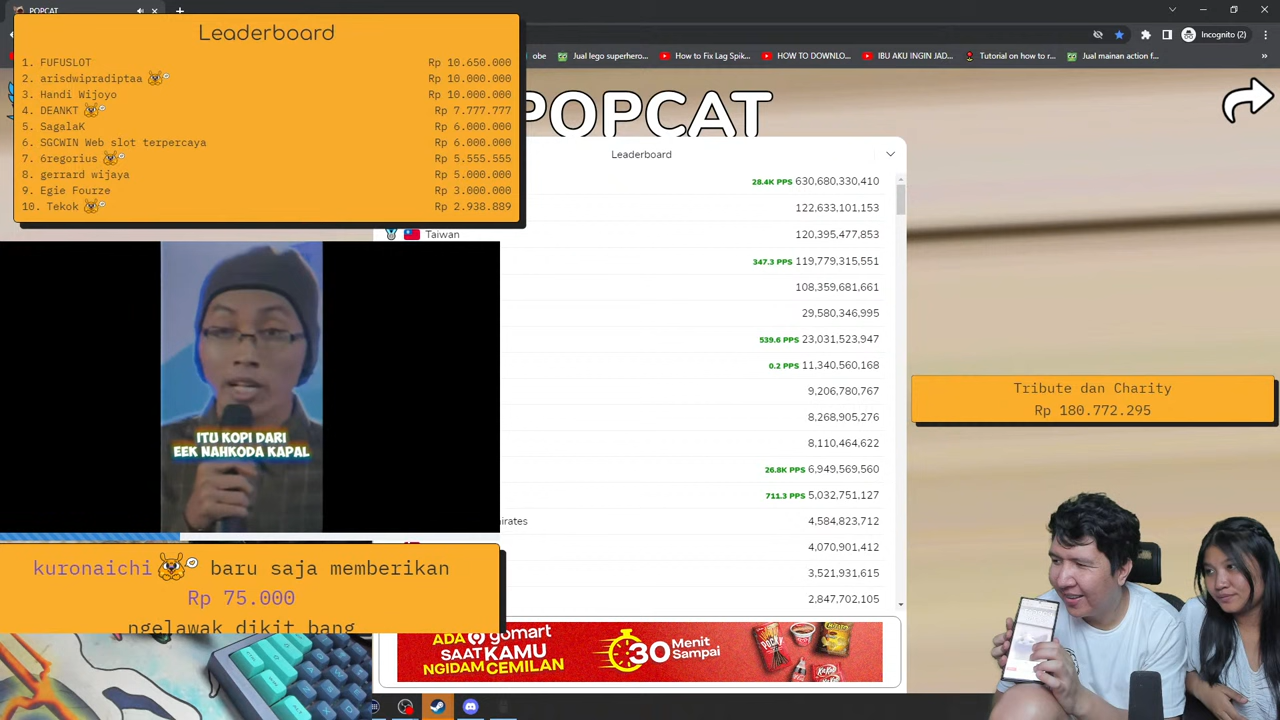 POPCAT
Incognito (2)
obe
Jual lego superhero...
How to Fix Lag Spik...
HOW TO DOWNLO...
IBU AKU INGIN JAD...
Tutorial on how to r...
Jual mainan action f...
Leaderboard
1. FUFUSLOT Rp 10.650.000
2. arisdwipradiptaa Rp 10.000.000
3. Handi Wijoyo Rp 10.000.000
4. DEANKT Rp 7.777.777
5. SagalaK Rp 6.000.000
6. SGCWIN Web slot terpercaya Rp 6.000.000
7. 6regorius Rp 5.555.555
8. gerrard wijaya Rp 5.000.000
9. Egie Fourze Rp 3.000.000
10. Tekok Rp 2.938.889
POPCAT
Leaderboard
28.4K PPS 630,680,330,410
122,633,101,153
Taiwan 120,395,477,853
347.3 PPS 119,779,315,551
108,359,681,661
29,580,346,995
539.6 PPS 23,031,523,947
0.2 PPS 11,340,560,168
9,206,780,767
8,268,905,276
8,110,464,622
26.8K PPS 6,949,569,560
711.3 PPS 5,032,751,127
irates 4,584,823,712
4,070,901,412
3,521,931,615
2,847,702,105
ITU KOPI DARI
EEK NAHKODA KAPAL
Tribute dan Charity
Rp 180.772.295
kuronaichi baru saja memberikan
Rp 75.000
ngelawak dikit bang
ADA gomart
SAAT KAMU
NGIDAM CEMILAN
30 Menit
Sampai
POCKY
KitKat